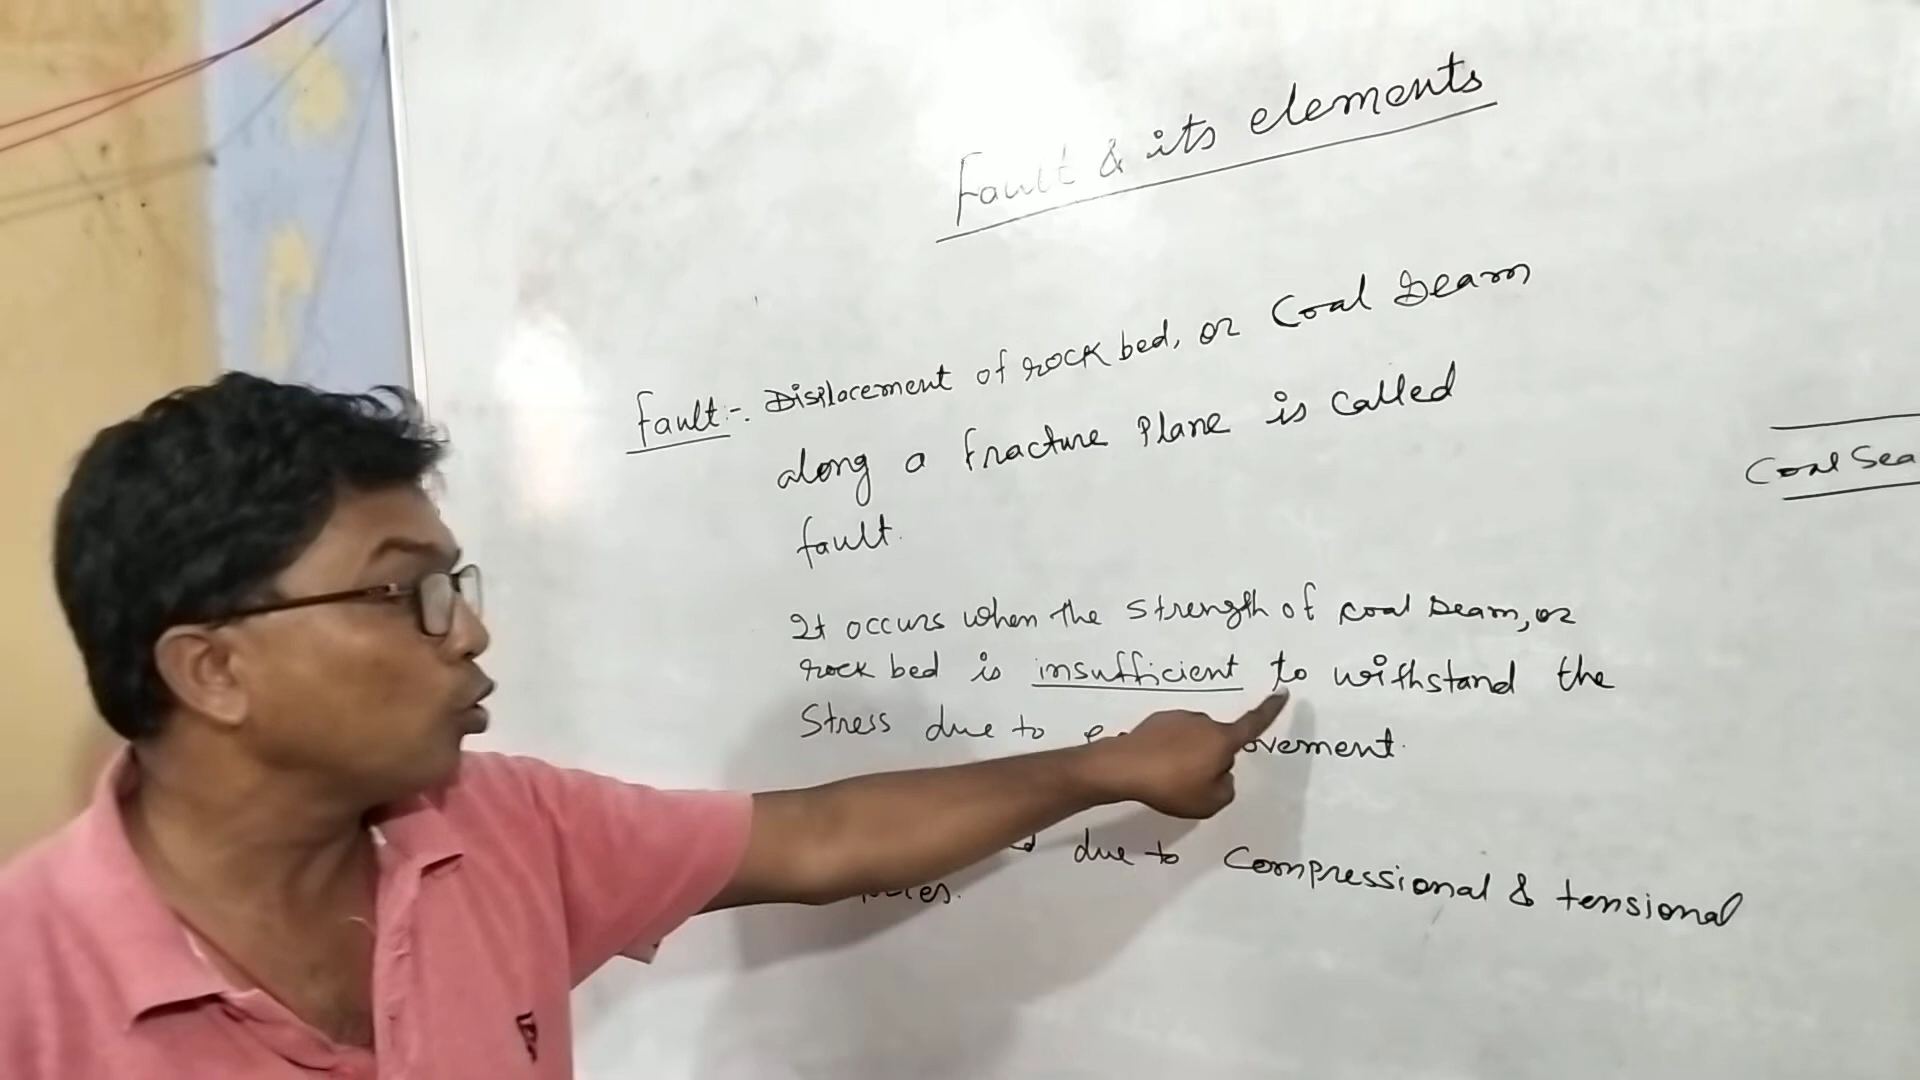 Fault & its elements
Fault:- Displacement of rock bed, or Coal Seam
along a fracture Plane is called
fault.
Coal Sea
It occurs when the strength of coal seam, or
rock bed is insufficient to withstand the
Stress due to ovement.
due to Compressional & tensional